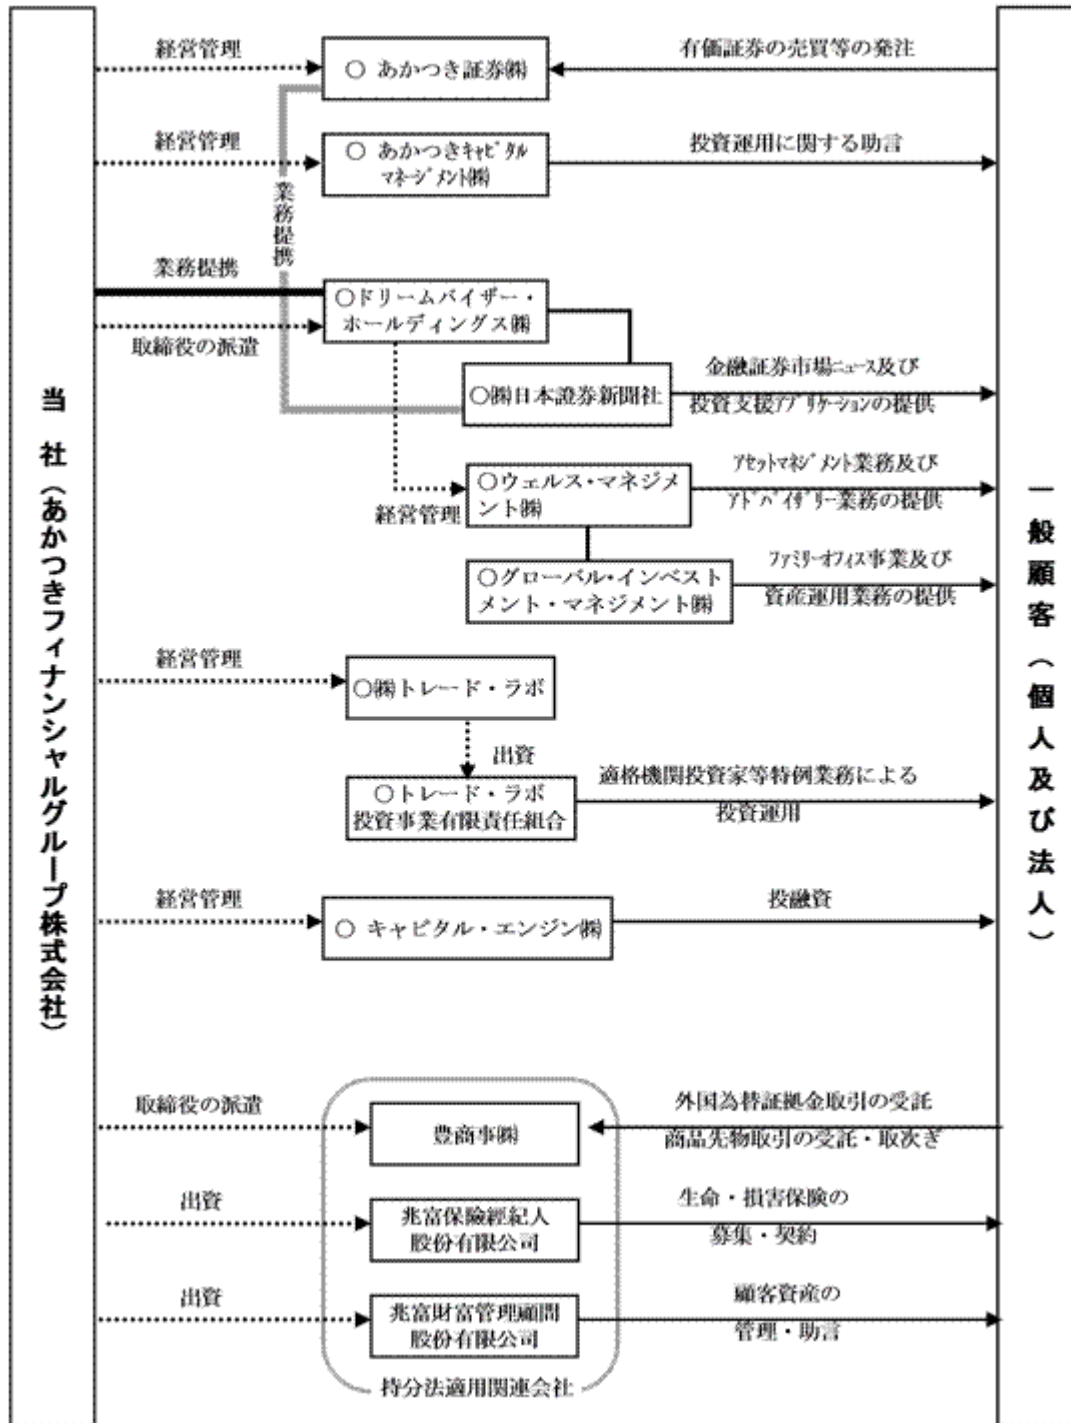 当 社 （あかつきフィナンシャルグループ株式会社）
経営管理
○ あかつき証券㈱
有価証券の売買等の発注
経営管理
○ あかつきｷｬﾋﾟﾀﾙ
ﾏﾈｰｼﾞﾒﾝﾄ㈱
投資運用に関する助言
業務提携
業務提携
取締役の派遣
○ドリームバイザー・
ホールディングス㈱
○㈱日本證券新聞社
金融証券市場ﾆｭｰｽ及び
投資支援ｱﾌﾟﾘｹｰｼｮﾝの提供
経営管理
○ウェルス・マネジメ
ント㈱
ｱｾｯﾄﾏﾈｼﾞﾒﾝﾄ業務及び
ｱﾄﾞﾊﾞｲｻﾞﾘｰ業務の提供
○グローバル・インベスト
メント・マネジメント㈱
ﾌｧﾐﾘｰｵﾌｨｽ事業及び
資産運用業務の提供
経営管理
○㈱トレード・ラボ
出資
○トレード・ラボ
投資事業有限責任組合
適格機関投資家等特例業務による
投資運用
経営管理
○ キャピタル・エンジン㈱
投融資
取締役の派遣
豊商事㈱
外国為替証拠金取引の受託
商品先物取引の受託・取次ぎ
出資
兆富保險經紀人
股份有限公司
生命・損害保険の
募集・契約
出資
兆富財富管理顧問
股份有限公司
顧客資産の
管理・助言
持分法適用関連会社
一般顧客（個人及び法人）